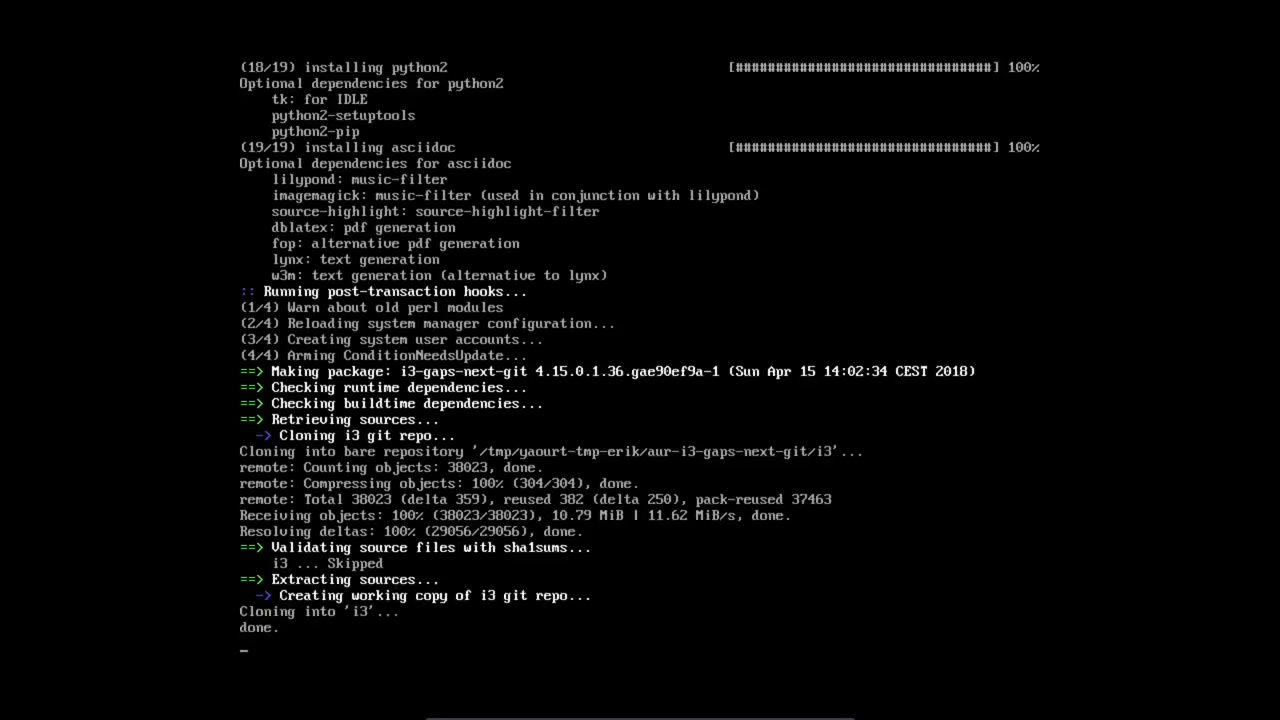 (18/19) installing python2 [################################] 100%
Optional dependencies for python2
tk: for IDLE
python2-setuptools
python2-pip
(19/19) installing asciidoc [################################] 100%
Optional dependencies for asciidoc
lilypond: music-filter
imagemagick: music-filter (used in conjunction with lilypond)
source-highlight: source-highlight-filter
dblatex: pdf generation
fop: alternative pdf generation
lynx: text generation
w3m: text generation (alternative to lynx)
:: Running post-transaction hooks...
(1/4) Warn about old perl modules
(2/4) Reloading system manager configuration...
(3/4) Creating system user accounts...
(4/4) Arming ConditionNeedsUpdate...
==> Making package: i3-gaps-next-git 4.15.0.1.36.gae90ef9a-1 (Sun Apr 15 14:02:34 CEST 2018)
==> Checking runtime dependencies...
==> Checking buildtime dependencies...
==> Retrieving sources...
-> Cloning i3 git repo...
Cloning into bare repository '/tmp/yaourt-tmp-erik/aur-i3-gaps-next-git/i3'...
remote: Counting objects: 38023, done.
remote: Compressing objects: 100% (304/304), done.
remote: Total 38023 (delta 359), reused 382 (delta 250), pack-reused 37463
Receiving objects: 100% (38023/38023), 10.79 MiB | 11.62 MiB/s, done.
Resolving deltas: 100% (29056/29056), done.
==> Validating source files with sha1sums...
i3 ... Skipped
==> Extracting sources...
-> Creating working copy of i3 git repo...
Cloning into 'i3'...
done.